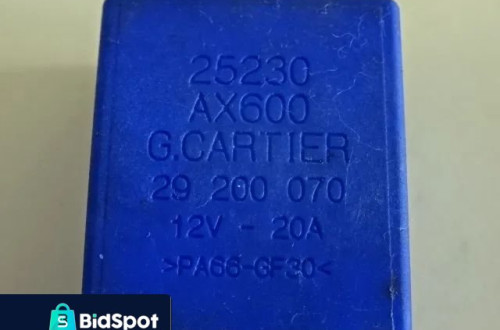 25230
AX600
G.CARTIER
29 200 070
12V - 20A
>PA66-GF30<
S BidSpot